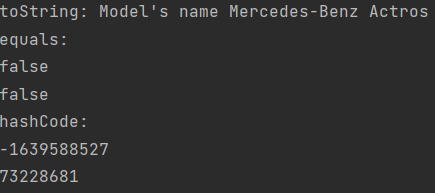 toString: Model's name Mercedes-Benz Actros
equals:
false
false
hashCode:
-1639588527
73228681